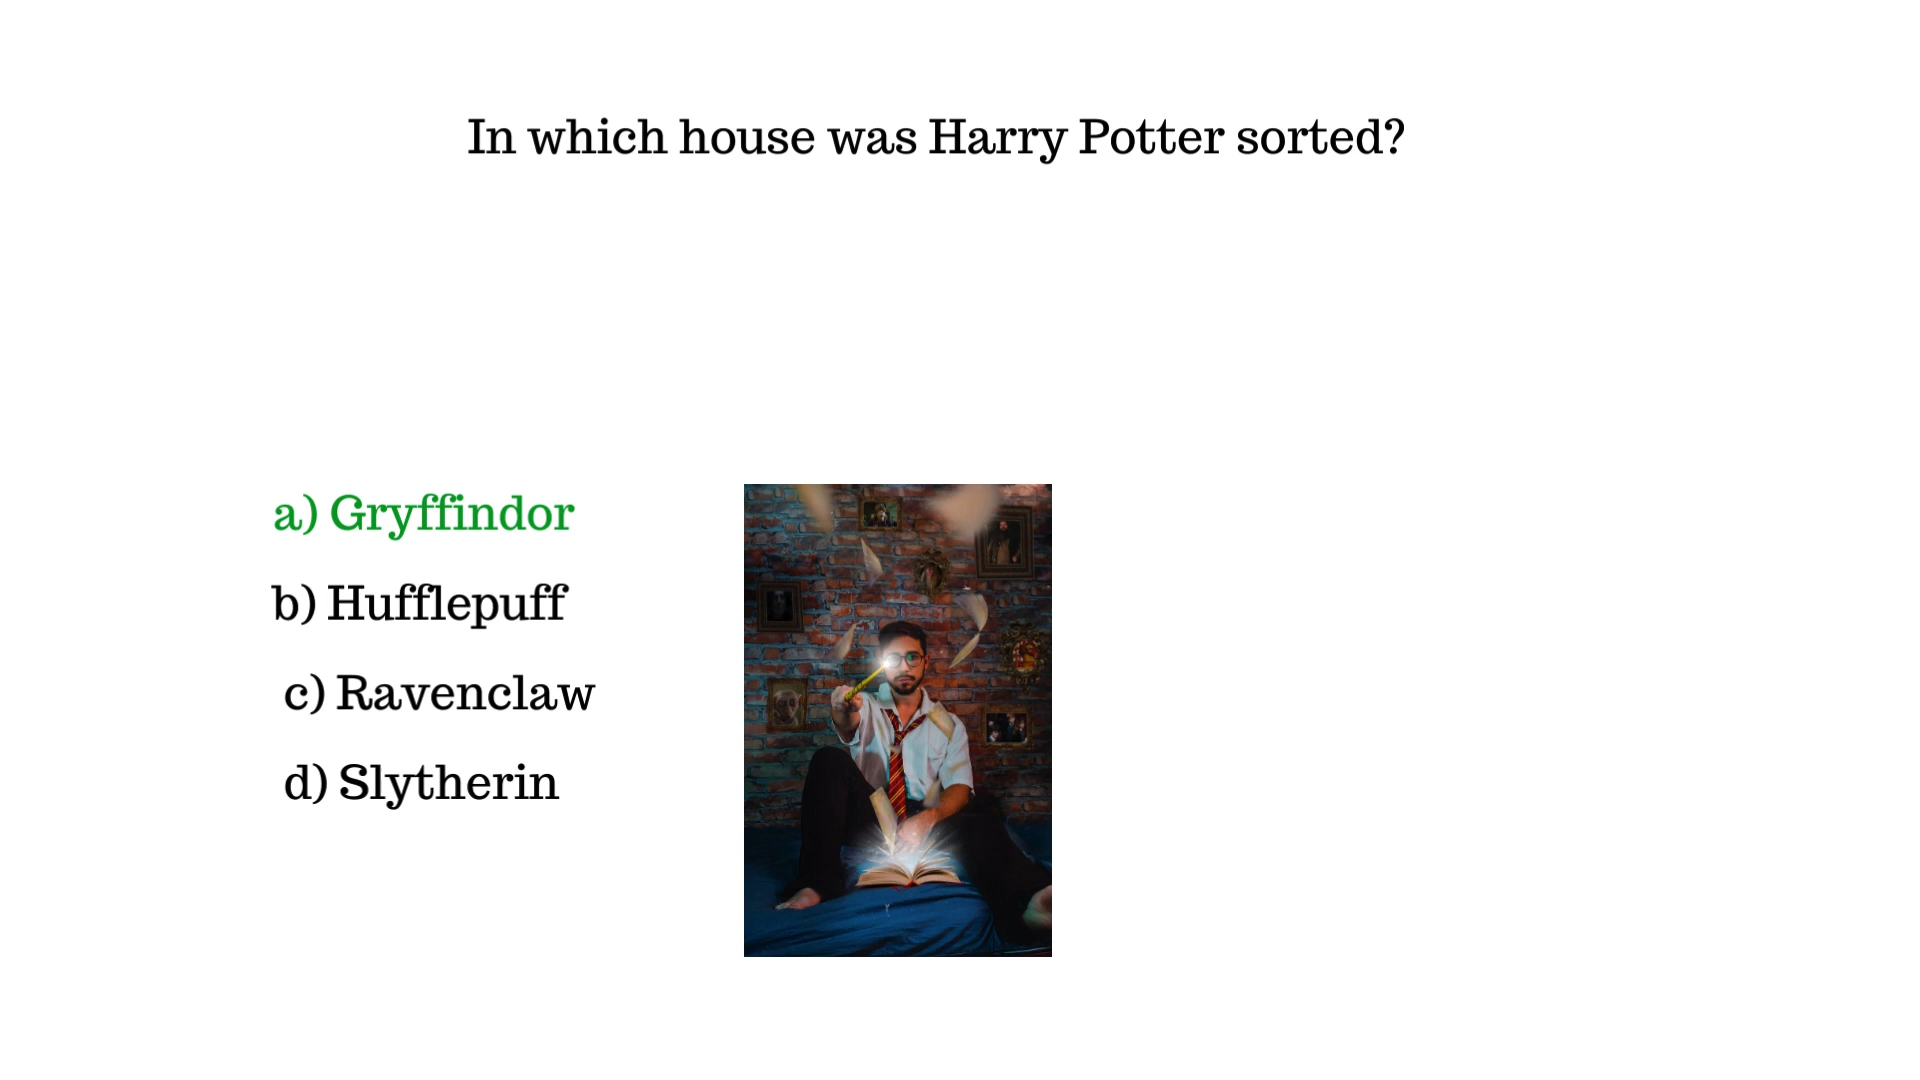 In which house was Harry Potter sorted?
a) Gryffindor
b) Hufflepuff
c) Ravenclaw
d) Slytherin